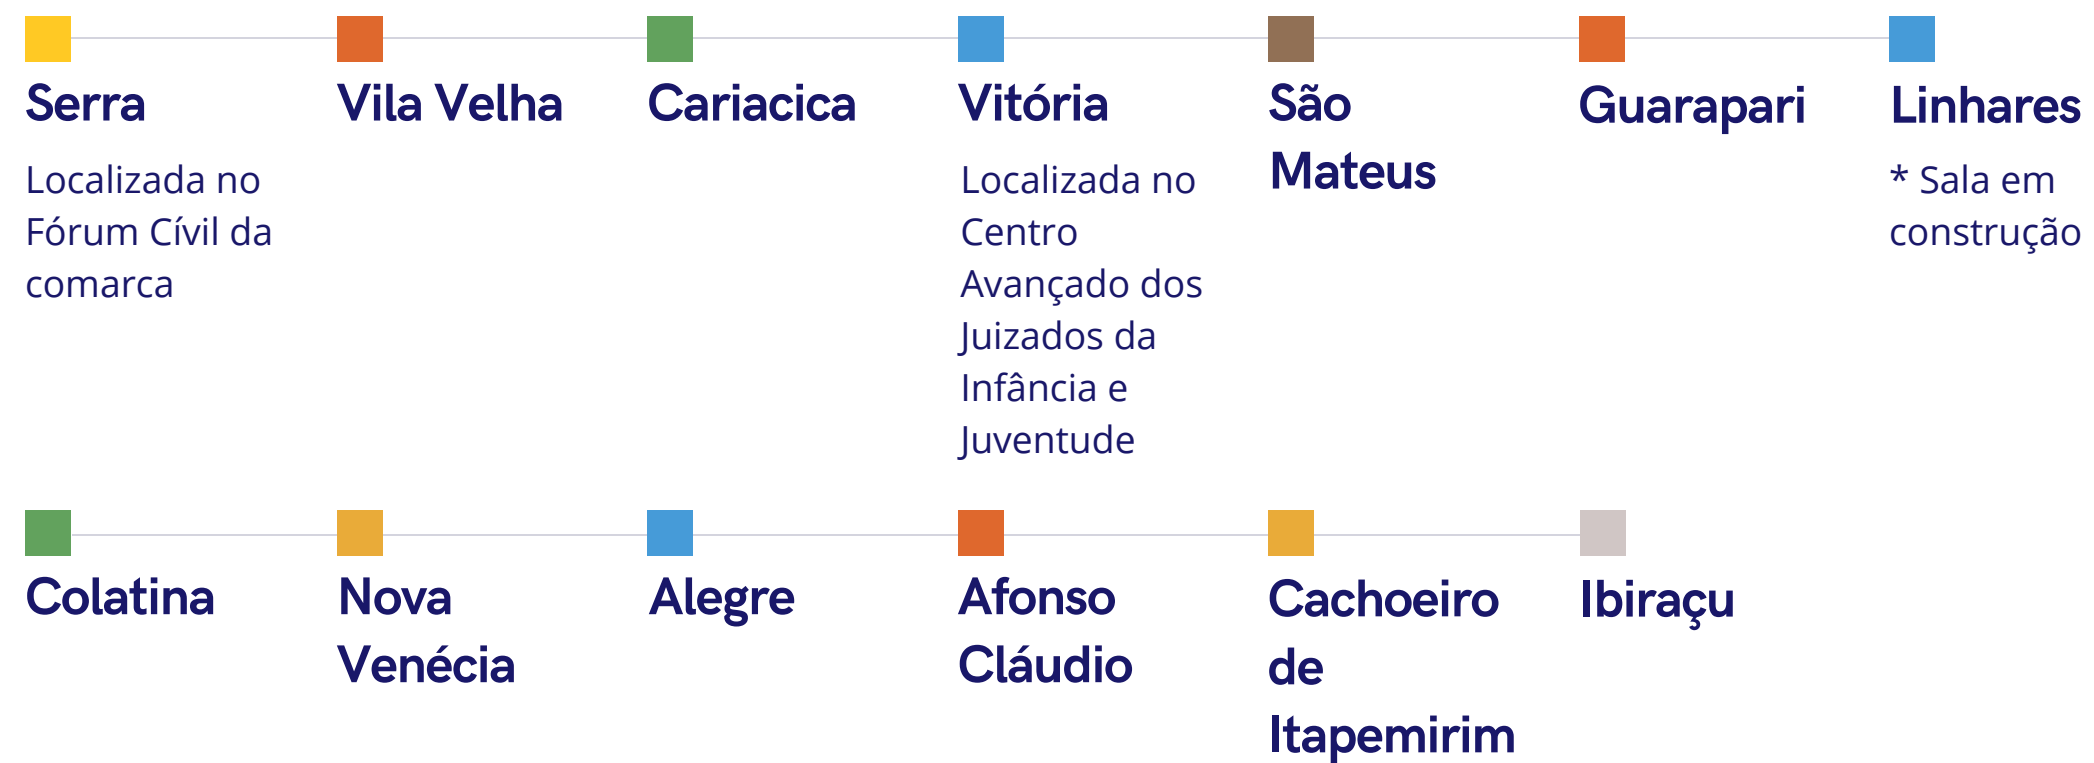 Serra
Localizada no
Fórum Cívil da
comarca
Vila Velha
Cariacica
Vitória
Localizada no
Centro
Avançado dos
Juizados da
Infância e
Juventude
São
Mateus
Guarapari
Linhares
* Sala em
construção
Colatina
Nova
Venécia
Alegre
Afonso
Cláudio
Cachoeiro
de
Itapemirim
Ibiraçu